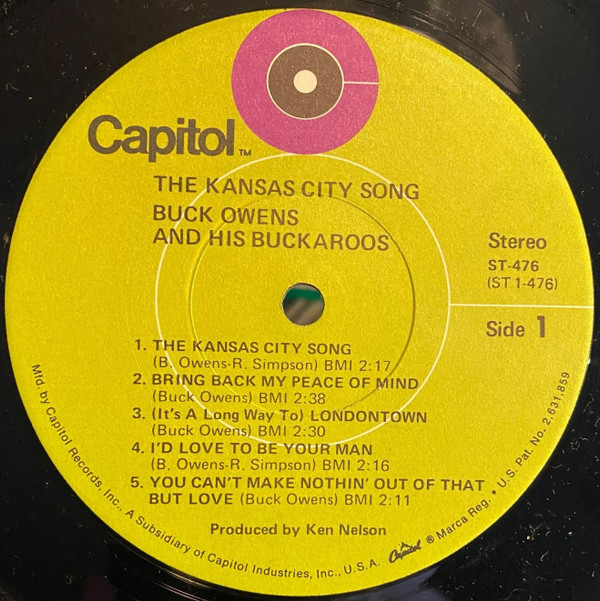 Capitol TM
THE KANSAS CITY SONG
BUCK OWENS
AND HIS BUCKAROOS
Stereo
ST-476
(ST 1-476)
Side 1
1. THE KANSAS CITY SONG
(B. Owens-R. Simpson) BMI 2:17
2. BRING BACK MY PEACE OF MIND
(Buck Owens) BMI 2:38
3. (It's A Long Way To) LONDONTOWN
(Buck Owens) BMI 2:30
4. I'D LOVE TO BE YOUR MAN
(B. Owens-R. Simpson) BMI 2:16
5. YOU CAN'T MAKE NOTHIN' OUT OF THAT
BUT LOVE (Buck Owens) BMI 2:11
Produced by Ken Nelson
Mfd. by Capitol Records, Inc., A Subsidiary of Capitol Industries, Inc., U.S.A. Capitol ® Marca Reg. • U.S. Pat. No. 2,631,859